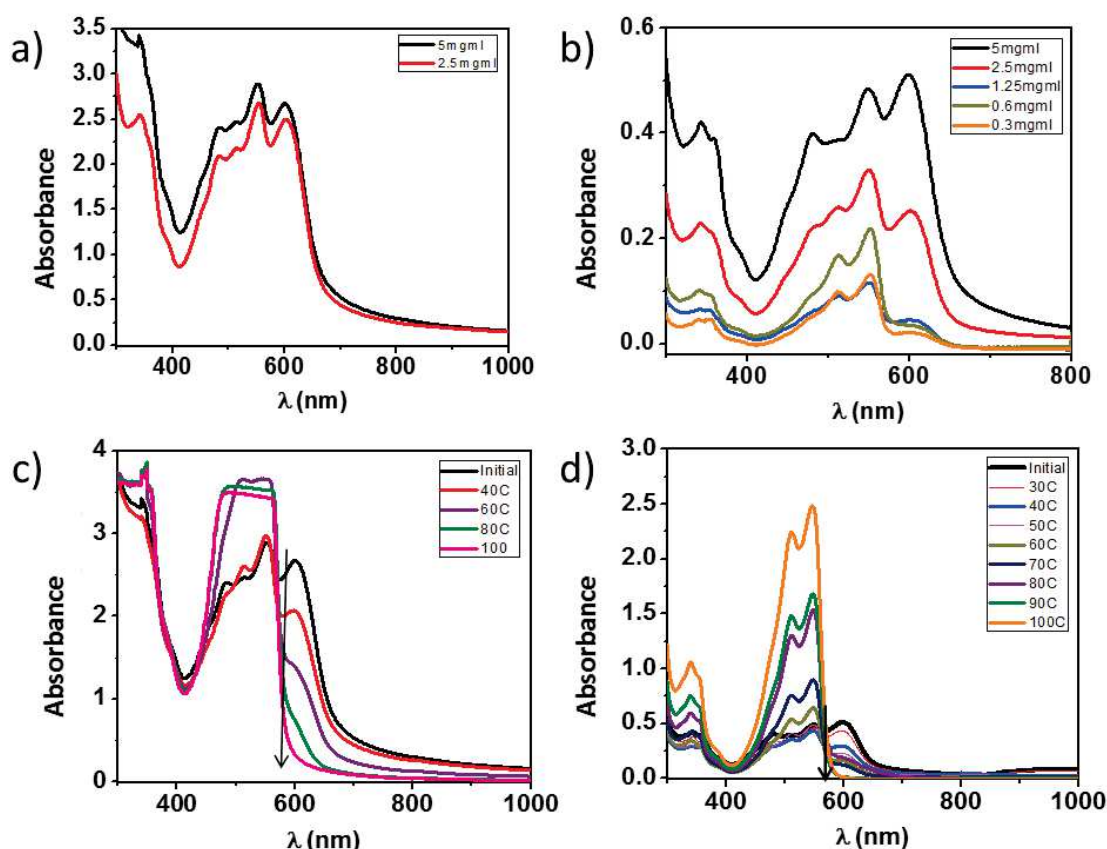 a)
3.5
3.0
2.5
2.0
1.5
1.0
0.5
0.0
Absorbance
5mgml
2.5mgml
400
600
800
1000
λ (nm)
b)
0.6
0.4
0.2
0.0
Absorbance
5mgml
2.5mgml
1.25mgml
0.6mgml
0.3mgml
400
500
600
700
800
λ (nm)
c)
4
3
2
1
0
Absorbance
Initial
40C
60C
80C
100
400
600
800
1000
λ (nm)
d)
3.0
2.5
2.0
1.5
1.0
0.5
0.0
Absorbance
Initial
30C
40C
50C
60C
70C
80C
90C
100C
400
600
800
1000
λ (nm)